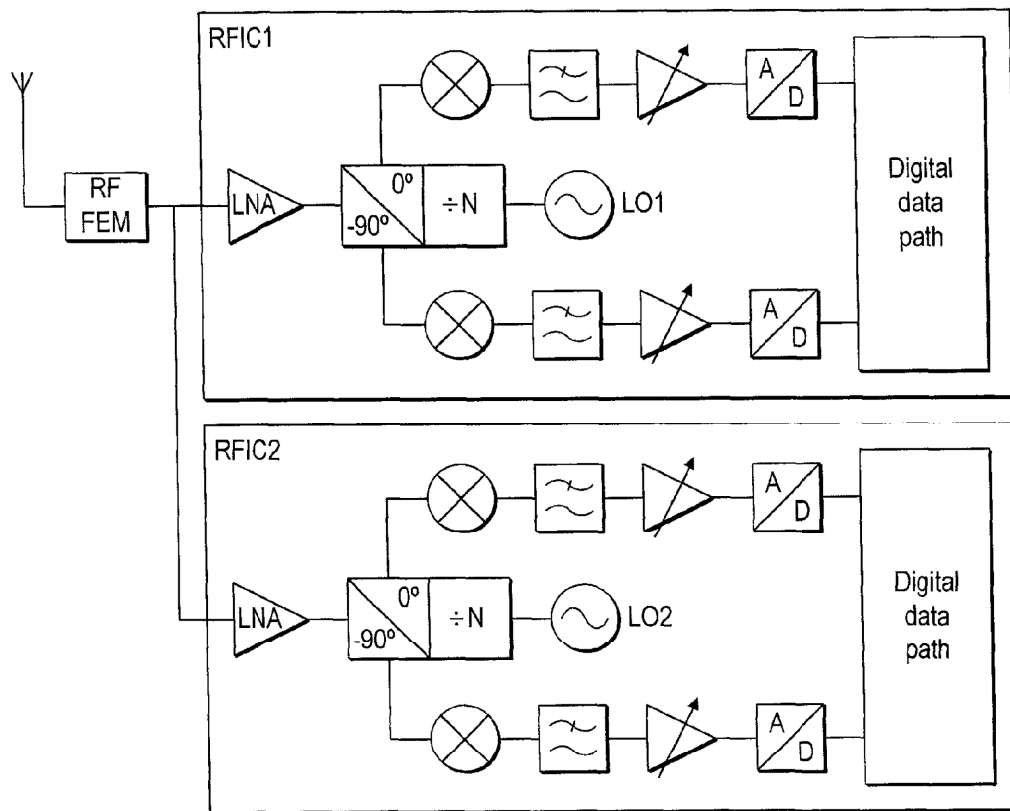 RFIC1
A
D
RF
FEM
LNA
0º
-90º
÷N
LO1
Digital
data
path
A
D
RFIC2
A
D
LNA
0º
-90º
÷N
LO2
Digital
data
path
A
D